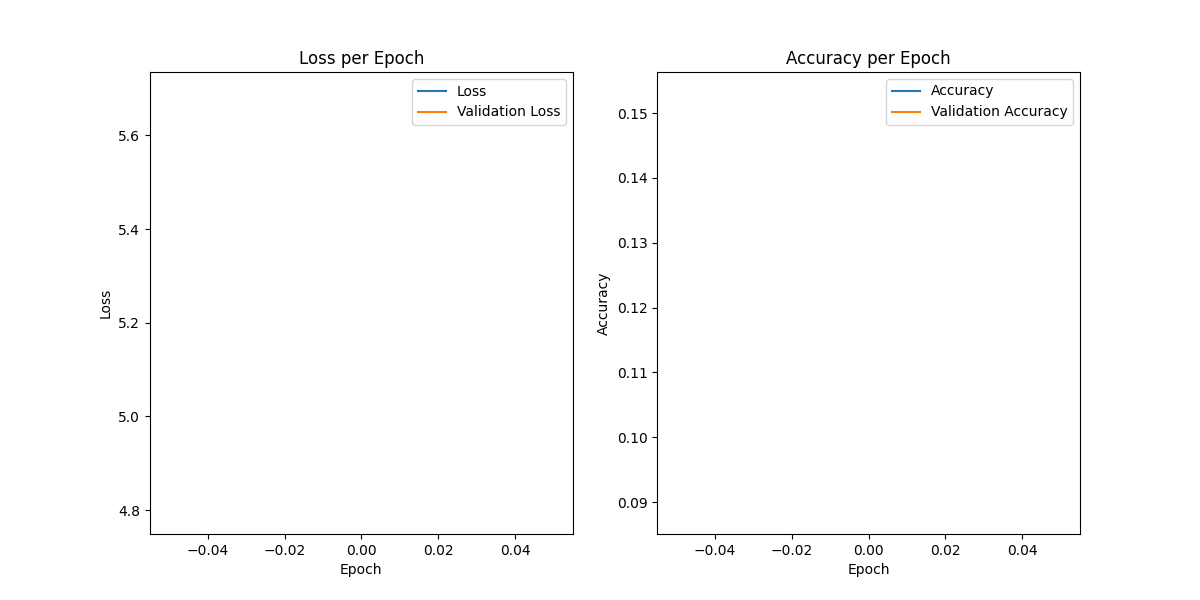 Loss per Epoch
Loss
Validation Loss
5.6
5.4
5.2
5.0
4.8
Loss
−0.04
−0.02
0.00
0.02
0.04
Epoch
Accuracy per Epoch
Accuracy
Validation Accuracy
0.15
0.14
0.13
0.12
0.11
0.10
0.09
Accuracy
−0.04
−0.02
0.00
0.02
0.04
Epoch